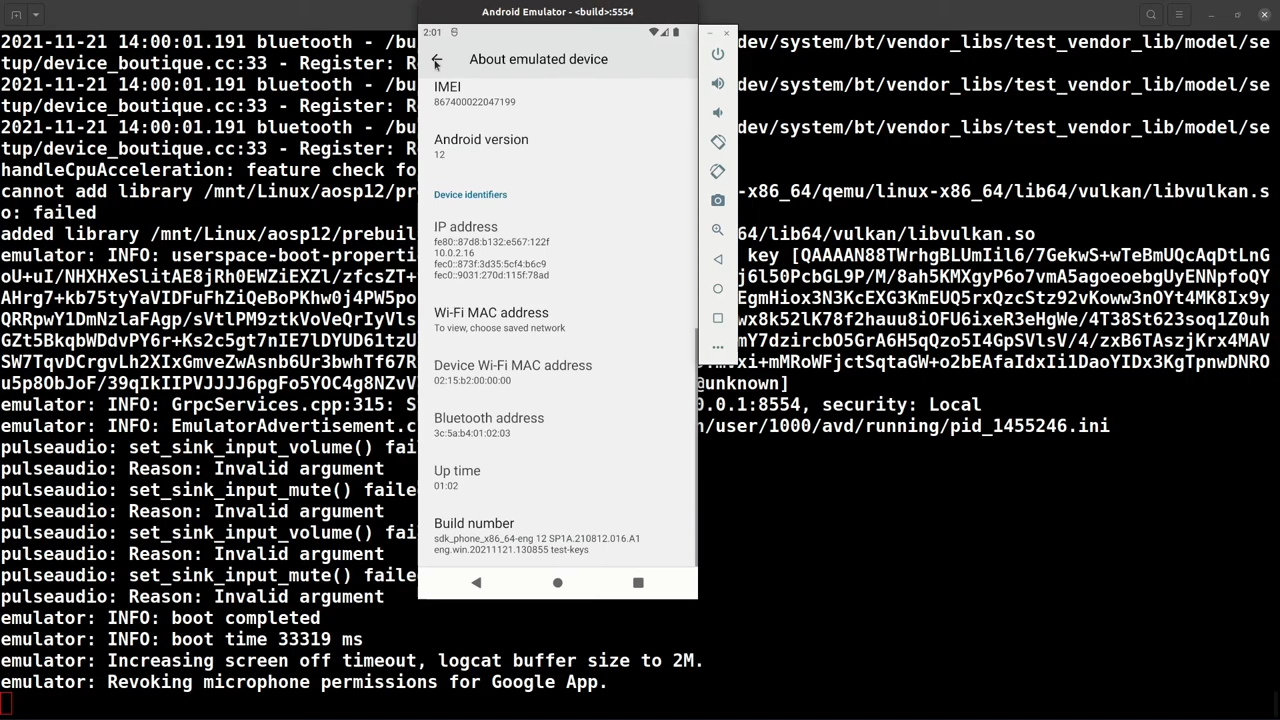 Android Emulator - <build>:5554
2021-11-21 14:00:01.191 bluetooth - /bu
dev/system/bt/vendor_libs/test_vendor_lib/model/se
tup/device_boutique.cc:33 - Register: R
2021-11-21 14:00:01.191 bluetooth - /bu
dev/system/bt/vendor_libs/test_vendor_lib/model/se
tup/device_boutique.cc:33 - Register: R
2021-11-21 14:00:01.191 bluetooth - /bu
dev/system/bt/vendor_libs/test_vendor_lib/model/se
tup/device_boutique.cc:33 - Register: R
handleCpuAcceleration: feature check fo
cannot add library /mnt/Linux/aosp12/pr
-x86_64/qemu/linux-x86_64/lib64/vulkan/libvulkan.s
o: failed
added library /mnt/Linux/aosp12/prebuil
/lib64/vulkan/libvulkan.so
emulator: INFO: userspace-boot-properti
key [QAAAAN88TWrhgBLUmIil6/7GekwS+wTeBmUQcAqDtLnG
oU+uI/NHXHXeSlitAE8jRh0EWZiEXZl/zfcsZT+
j6l50PcbGL9P/M/8ah5KMXgyP6o7vmA5agoeoebgUyENNpfoQY
AHrg7+kb75tyYaVIDFuFhZiQeBoPKhw0j4PW5po
EgmHiox3N3KcEXG3KmEUQ5rxQzcStz92vKoww3nOYt4MK8Ix9y
QRRpwY1DmNzlaFAgp/sVtlPM9ztkVoVeQrIyVls
wx8k52lK78f2hauu8iOFU6ixeR3eHgWe/4T38St623soq1Z0uh
GZt5BkqbWDdvPY6r+Ks2c5gt7nIE7lDYUD61tzU
mY7dzircbO5GrA6H5qQzo5I4GpSVlsV/4/zxB6TAszjKrx4MAV
SW7TqvDCrgvLh2XIxGmveZwAsnb6Ur3bwhTf67R
xi+mMRoWFjctSqtaGW+o2bEAfaIdxIi1DaoYIDx3KgTpwnDNRO
u5p8ObJoF/39qIkIIPVJJJJ6pgFo5YOC4g8NZvV
@unknown]
emulator: INFO: GrpcServices.cpp:315: S
0.0.1:8554, security: Local
emulator: INFO: EmulatorAdvertisement.c
n/user/1000/avd/running/pid_1455246.ini
pulseaudio: set_sink_input_volume() fai
pulseaudio: Reason: Invalid argument
pulseaudio: set_sink_input_mute() faile
pulseaudio: Reason: Invalid argument
pulseaudio: set_sink_input_volume() fai
pulseaudio: Reason: Invalid argument
pulseaudio: set_sink_input_mute() faile
pulseaudio: Reason: Invalid argument
emulator: INFO: boot completed
emulator: INFO: boot time 33319 ms
emulator: Increasing screen off timeout, logcat buffer size to 2M.
emulator: Revoking microphone permissions for Google App.
2:01
About emulated device
IMEI
867400022047199
Android version
12
Device identifiers
IP address
fe80::87d8:b132:e567:122f
10.0.2.16
fec0::873f:3d35:5cf4:b6c9
fec0::9031:270d:115f:78ad
Wi-Fi MAC address
To view, choose saved network
Device Wi-Fi MAC address
02:15:b2:00:00:00
Bluetooth address
3c:5a:b4:01:02:03
Up time
01:02
Build number
sdk_phone_x86_64-eng 12 SP1A.210812.016.A1
eng.win.20211121.130855 test-keys